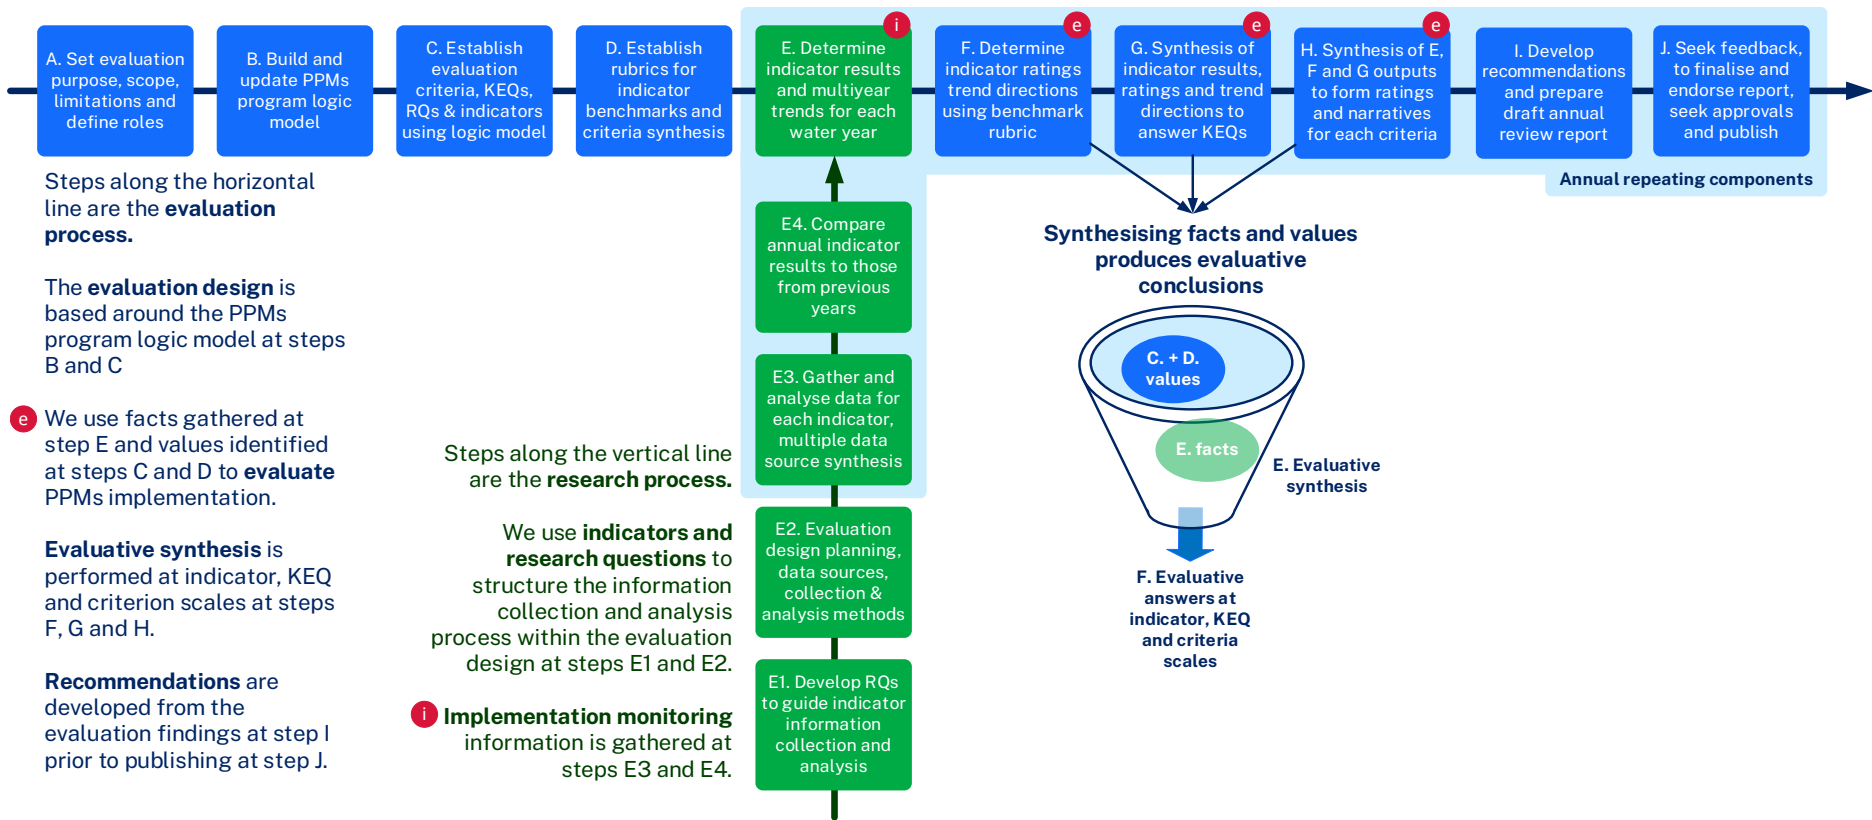 A. Set evaluation
purpose, scope,
limitations and
define roles
B. Build and
update PPMs
program logic
model
C. Establish
evaluation
criteria, KEQs,
RQs & indicators
using logic model
D. Establish
rubrics for
indicator
benchmarks and
criteria synthesis
i
E. Determine
indicator results
and multiyear
trends for each
water year
e
F. Determine
indicator ratings
trend directions
using benchmark
rubric
e
G. Synthesis of
indicator results,
ratings and trend
directions to
answer KEQs
e
H. Synthesis of E,
F and G outputs
to form ratings
and narratives
for each criteria
I. Develop
recommendations
and prepare
draft annual
review report
J. Seek feedback,
to finalise and
endorse report,
seek approvals
and publish
Annual repeating components
Steps along the horizontal
line are the evaluation
process.
The evaluation design is
based around the PPMs
program logic model at steps
B and C
e
We use facts gathered at
step E and values identified
at steps C and D to evaluate
PPMs implementation.
Evaluative synthesis is
performed at indicator, KEQ
and criterion scales at steps
F, G and H.
Recommendations are
developed from the
evaluation findings at step I
prior to publishing at step J.
Steps along the vertical line
are the research process.
We use indicators and
research questions to
structure the information
collection and analysis
process within the evaluation
design at steps E1 and E2.
i
Implementation monitoring
information is gathered at
steps E3 and E4.
E4. Compare
annual indicator
results to those
from previous
years
E3. Gather and
analyse data for
each indicator,
multiple data
source synthesis
E2. Evaluation
design planning,
data sources,
collection &
analysis methods
E1. Develop RQs
to guide indicator
information
collection and
analysis
Synthesising facts and values
produces evaluative
conclusions
C. + D.
values
E. facts
E. Evaluative
synthesis
F. Evaluative
answers at
indicator, KEQ
and criteria
scales